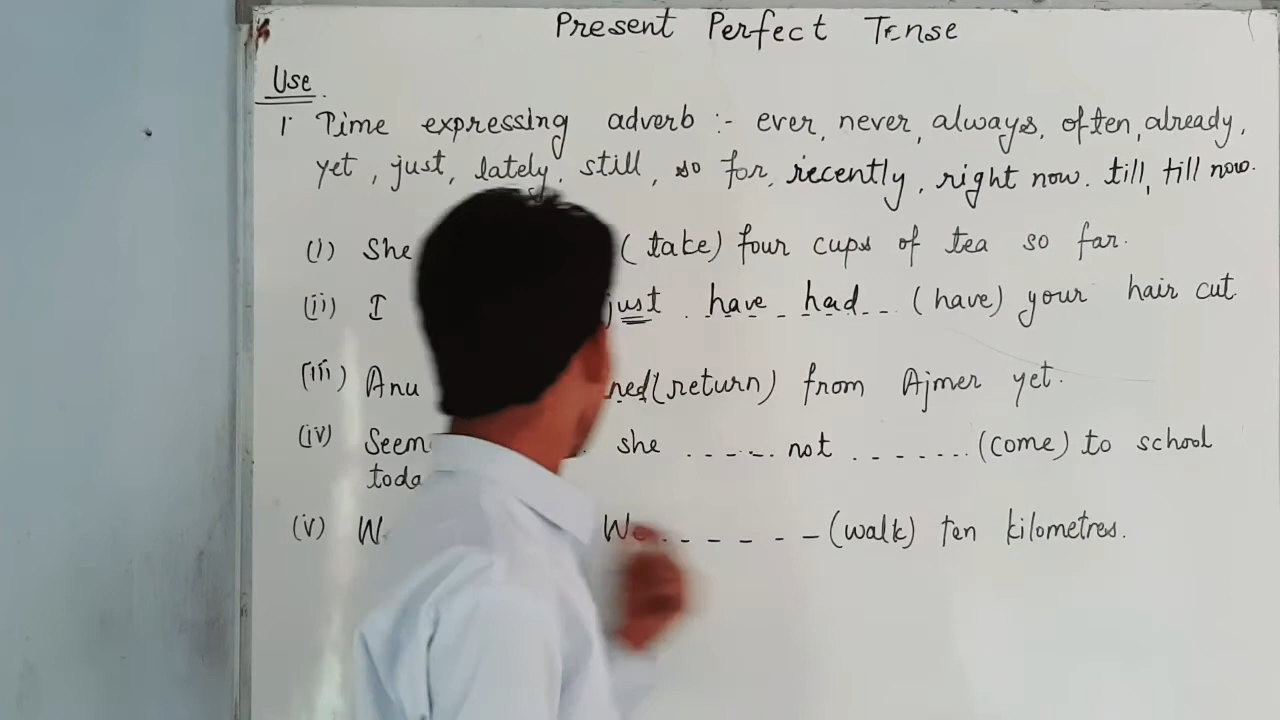 Present Perfect Tense
Use
1. Time expressing adverb :- ever, never, always, often, already,
yet, just, lately, still, so for, recently, right now. till, till now.
(i) She (take) four cups of tea so far.
(ii) I just have had (have) your hair cut
(iii) Anu (return) from Ajmer yet.
(iv) she ..... not ....... (come) to school
(v) We ...... (walk) ten kilometres.